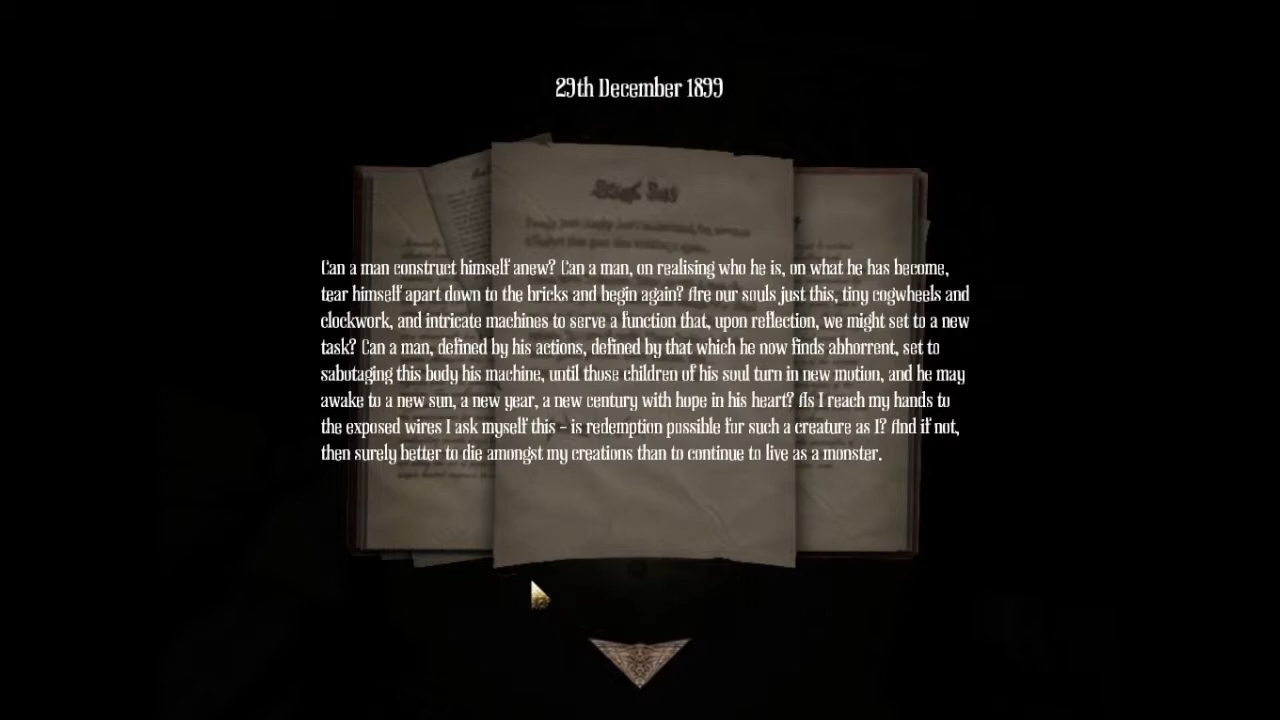 29th December 1899
Can a man construct himself anew? Can a man, on realising who he is, on what he has become,
tear himself apart down to the bricks and begin again? Are our souls just this, tiny cogwheels and
clockwork, and intricate machines to serve a function that, upon reflection, we might set to a new
task? Can a man, defined by his actions, defined by that which he now finds abhorrent, set to
sabotaging this body his machine, until those children of his soul turn in new motion, and he may
awake to a new sun, a new year, a new century with hope in his heart? As I reach my hands to
the exposed wires I ask myself this - is redemption possible for such a creature as I? And if not,
then surely better to die amongst my creations than to continue to live as a monster.